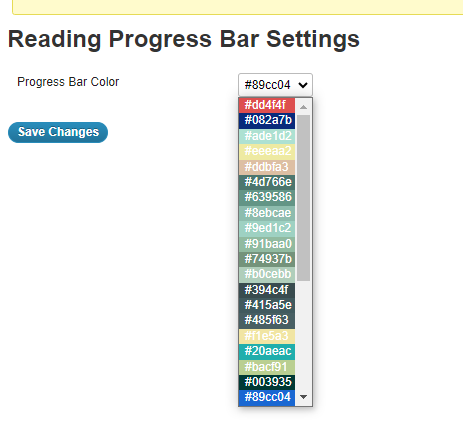 Reading Progress Bar Settings
Progress Bar Color
#89cc04
#dd4f4f
#082a7b
#ade1d2
#eeeaa2
#ddbfa3
#4d766e
#639586
#8ebcae
#9ed1c2
#91baa0
#74937b
#b0cebb
#394c4f
#415a5e
#485f63
#f1e5a3
#20aeac
#bacf91
#003935
#89cc04
Save Changes